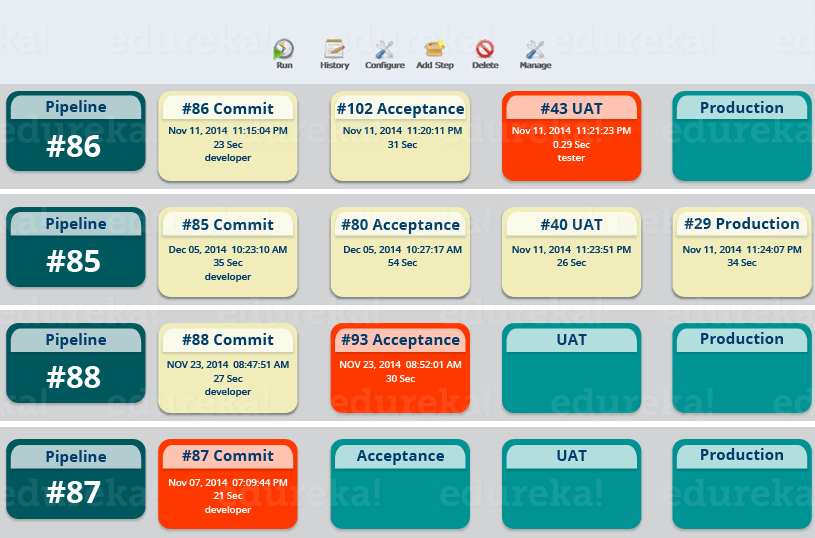 Run History Configure Add Step Delete Manage
Pipeline
#86
#86 Commit
Nov 11, 2014 11:15:04 PM
23 Sec
developer
#102 Acceptance
Nov 11, 2014 11:20:11 PM
31 Sec
#43 UAT
Nov 11, 2014 11:21:23 PM
0.29 Sec
tester
Production
Pipeline
#85
#85 Commit
Dec 05, 2014 10:23:10 AM
35 Sec
developer
#80 Acceptance
Dec 05, 2014 10:27:17 AM
54 Sec
#40 UAT
Nov 11, 2014 11:23:51 PM
26 Sec
#29 Production
Nov 11, 2014 11:24:07 PM
34 Sec
Pipeline
#88
#88 Commit
NOV 23, 2014 08:47:51 AM
27 Sec
developer
#93 Acceptance
NOV 23, 2014 08:52:01 AM
30 Sec
UAT
Production
Pipeline
#87
#87 Commit
Nov 07, 2014 07:09:44 PM
21 Sec
developer
Acceptance
UAT
Production
edureka!